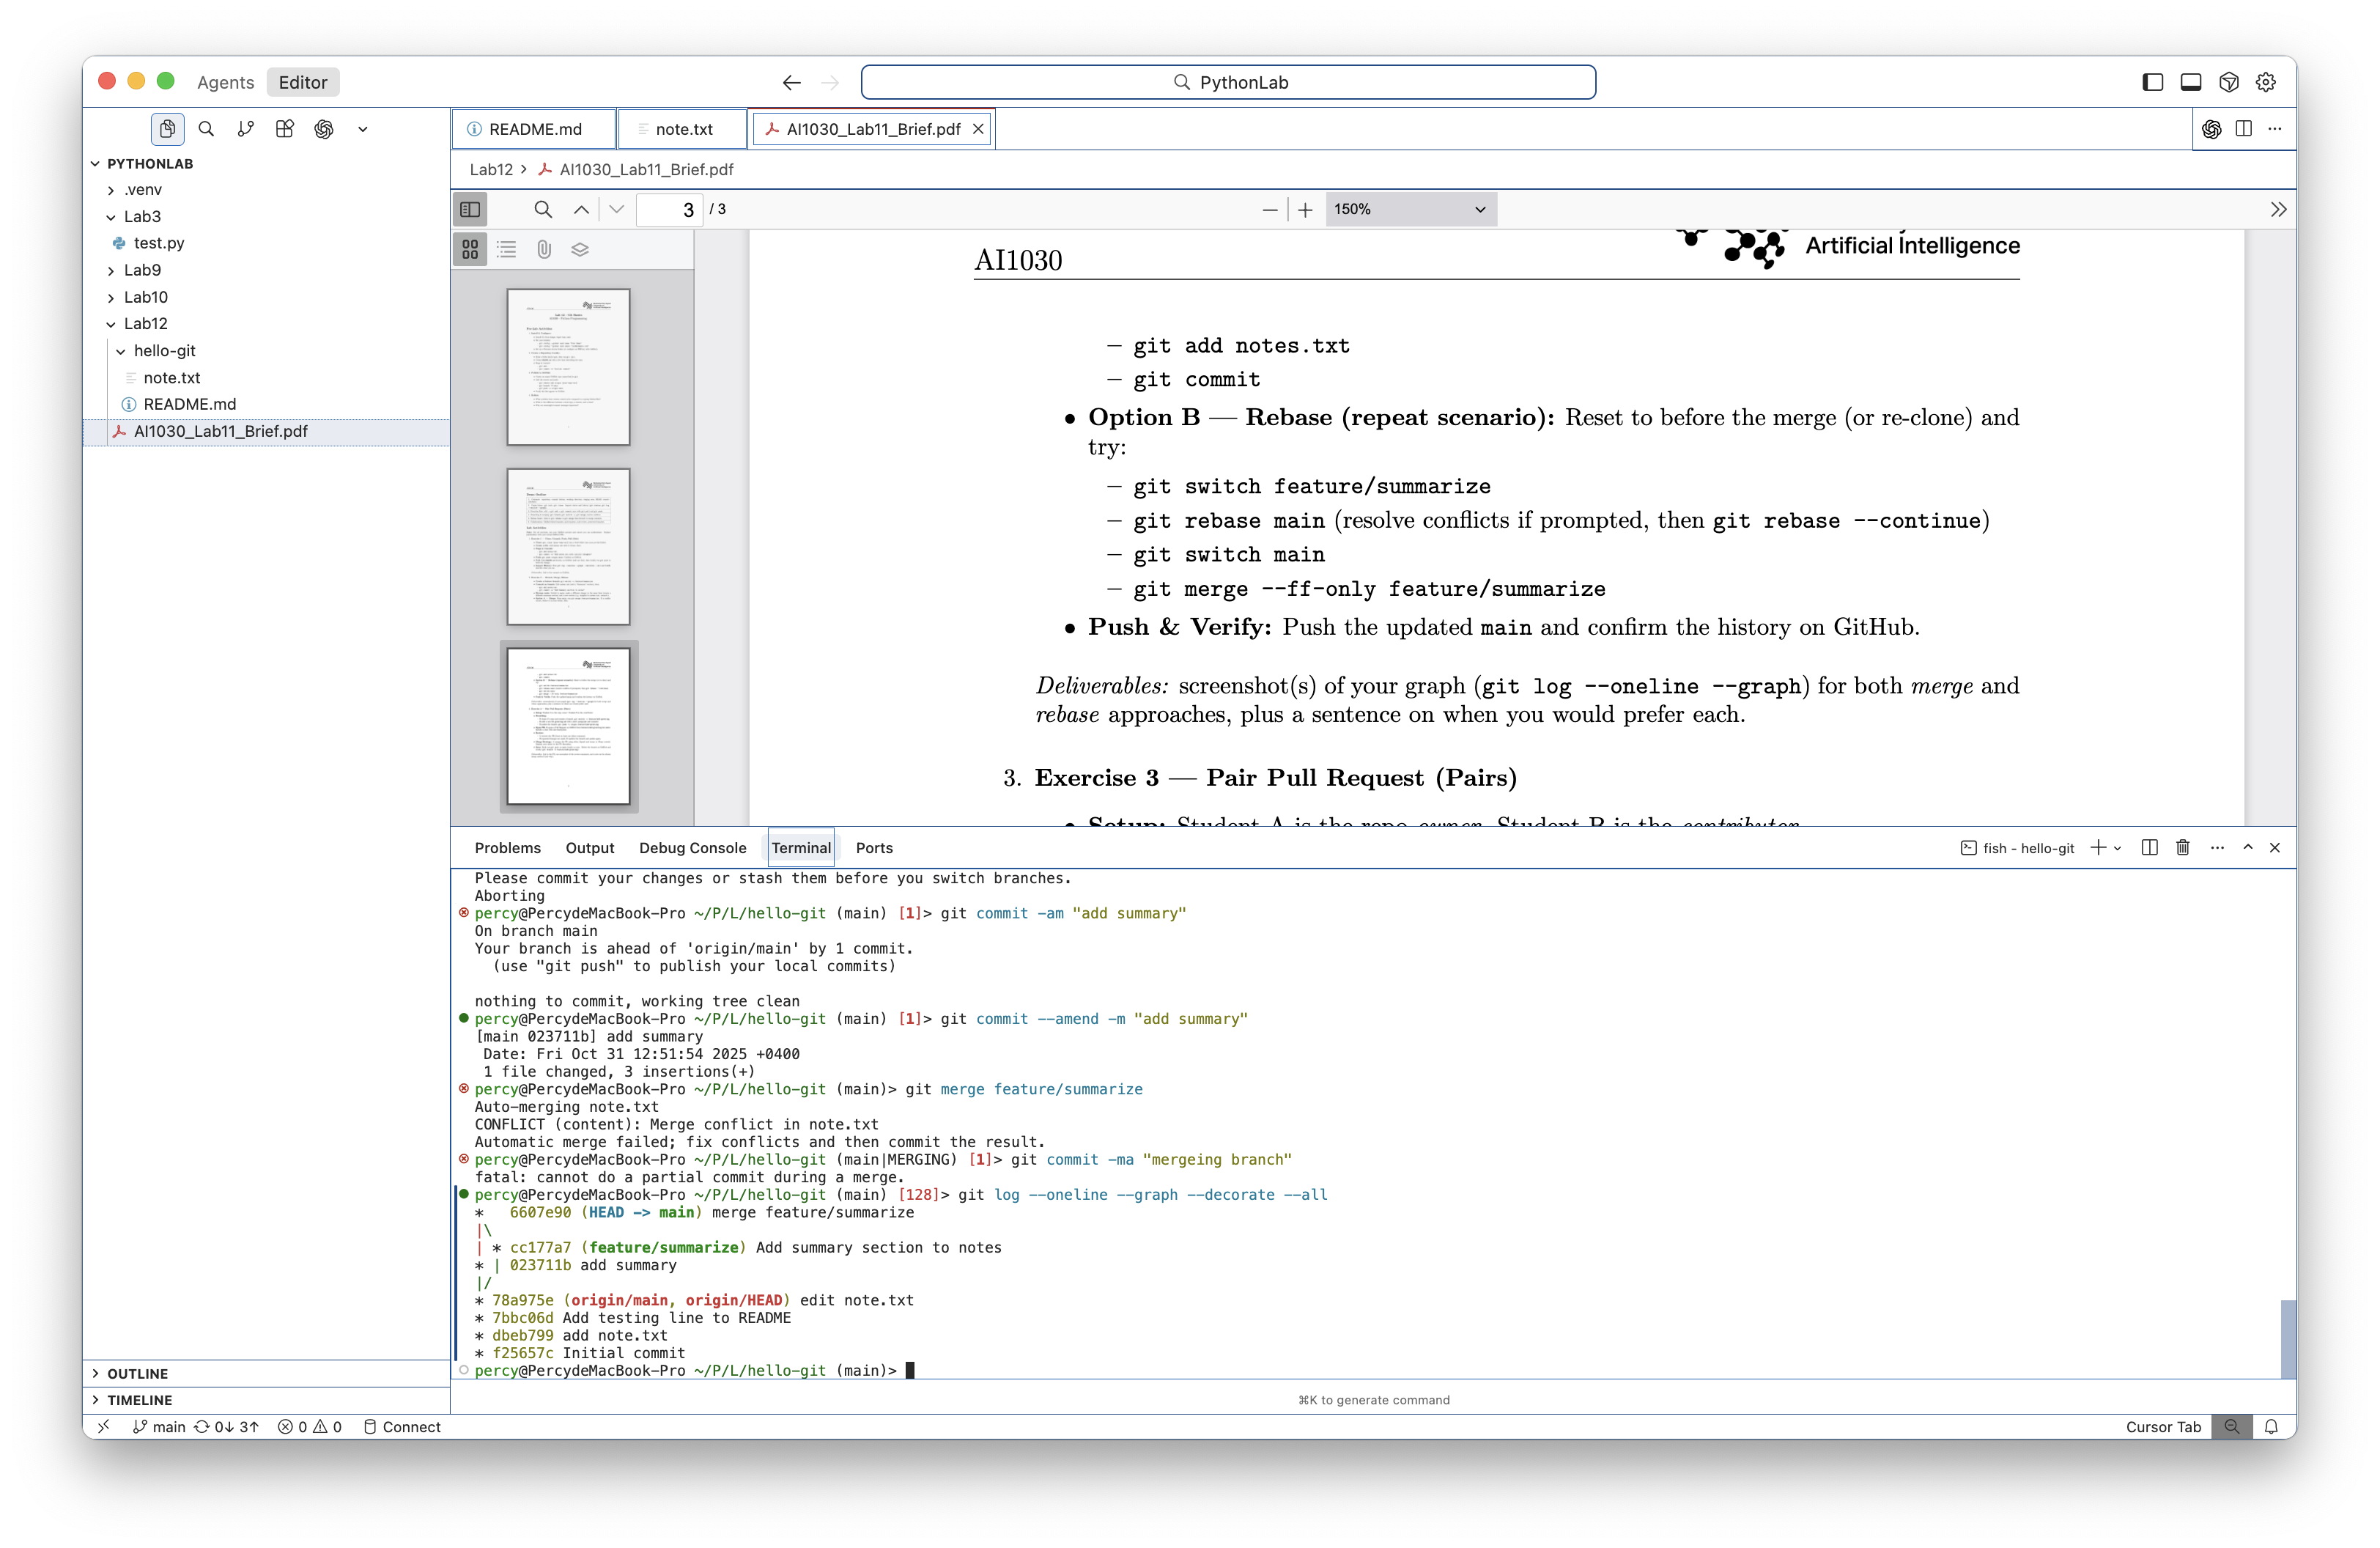 Agents Editor
PythonLab
README.md
note.txt
AI1030_Lab11_Brief.pdf
PYTHONLAB
.venv
Lab3
test.py
Lab9
Lab10
Lab12
hello-git
note.txt
README.md
AI1030_Lab11_Brief.pdf
OUTLINE
TIMELINE
Lab12 > AI1030_Lab11_Brief.pdf
3 / 3
150%
AI1030
Artificial Intelligence
– git add notes.txt
– git commit
• Option B — Rebase (repeat scenario): Reset to before the merge (or re-clone) and
try:
– git switch feature/summarize
– git rebase main (resolve conflicts if prompted, then git rebase --continue)
– git switch main
– git merge --ff-only feature/summarize
• Push & Verify: Push the updated main and confirm the history on GitHub.
Deliverables: screenshot(s) of your graph (git log --oneline --graph) for both merge and
rebase approaches, plus a sentence on when you would prefer each.
3. Exercise 3 — Pair Pull Request (Pairs)
• Setup: Student A is the repo owner. Student B is the contributor.
Problems Output Debug Console Terminal Ports
fish - hello-git
Please commit your changes or stash them before you switch branches.
Aborting
percy@PercydeMacBook-Pro ~/P/L/hello-git (main) [1]> git commit -am "add summary"
On branch main
Your branch is ahead of 'origin/main' by 1 commit.
(use "git push" to publish your local commits)
nothing to commit, working tree clean
percy@PercydeMacBook-Pro ~/P/L/hello-git (main) [1]> git commit --amend -m "add summary"
[main 023711b] add summary
Date: Fri Oct 31 12:51:54 2025 +0400
1 file changed, 3 insertions(+)
percy@PercydeMacBook-Pro ~/P/L/hello-git (main)> git merge feature/summarize
Auto-merging note.txt
CONFLICT (content): Merge conflict in note.txt
Automatic merge failed; fix conflicts and then commit the result.
percy@PercydeMacBook-Pro ~/P/L/hello-git (main|MERGING) [1]> git commit -ma "mergeing branch"
fatal: cannot do a partial commit during a merge.
percy@PercydeMacBook-Pro ~/P/L/hello-git (main) [128]> git log --oneline --graph --decorate --all
*   6607e90 (HEAD -> main) merge feature/summarize
|\
| * cc177a7 (feature/summarize) Add summary section to notes
* | 023711b add summary
|/
* 78a975e (origin/main, origin/HEAD) edit note.txt
* 7bbc06d Add testing line to README
* dbeb799 add note.txt
* f25657c Initial commit
percy@PercydeMacBook-Pro ~/P/L/hello-git (main)>
⌘K to generate command
main 0↓ 3↑ 0 0 Connect
Cursor Tab